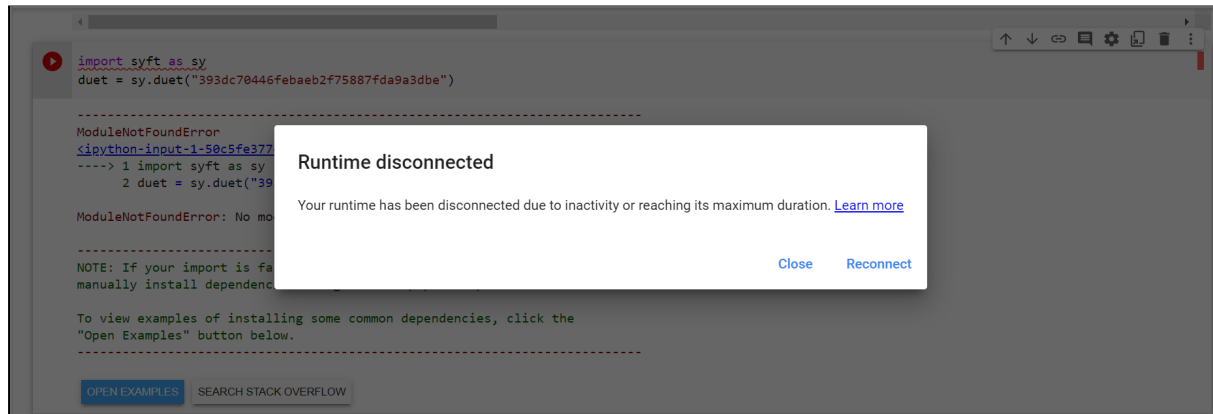 import syft as sy
duet = sy.duet("393dc70446febaeb2f75887fda9a3dbe")
ModuleNotFoundError
<ipython-input-1-50c5fe377
----> 1 import syft as sy
2 duet = sy.duet("39
ModuleNotFoundError: No mo
Runtime disconnected
Your runtime has been disconnected due to inactivity or reaching its maximum duration. Learn more
Close Reconnect
NOTE: If your import is fa
manually install dependenc
To view examples of installing some common dependencies, click the
"Open Examples" button below.
OPEN EXAMPLES SEARCH STACK OVERFLOW